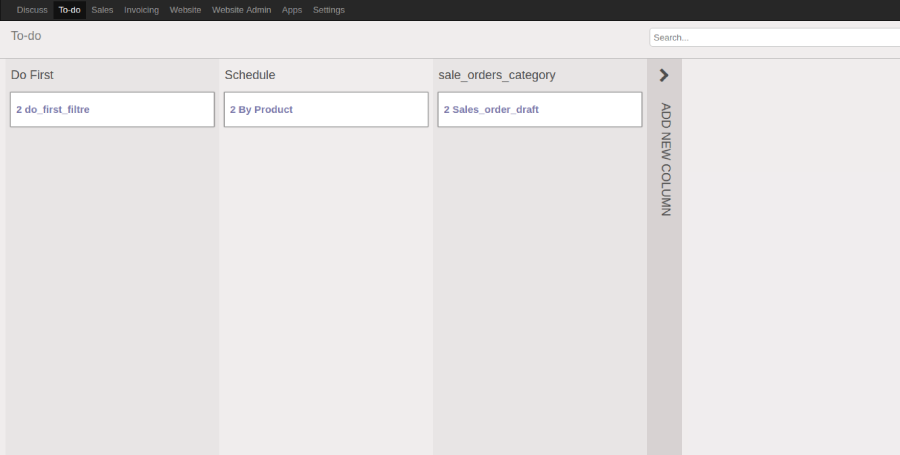 Discuss To-do Sales Invoicing Website Website Admin Apps Settings
To-do
Search...
Do First
Schedule
sale_orders_category
2 do_first_filtre
2 By Product
2 Sales_order_draft
ADD NEW COLUMN